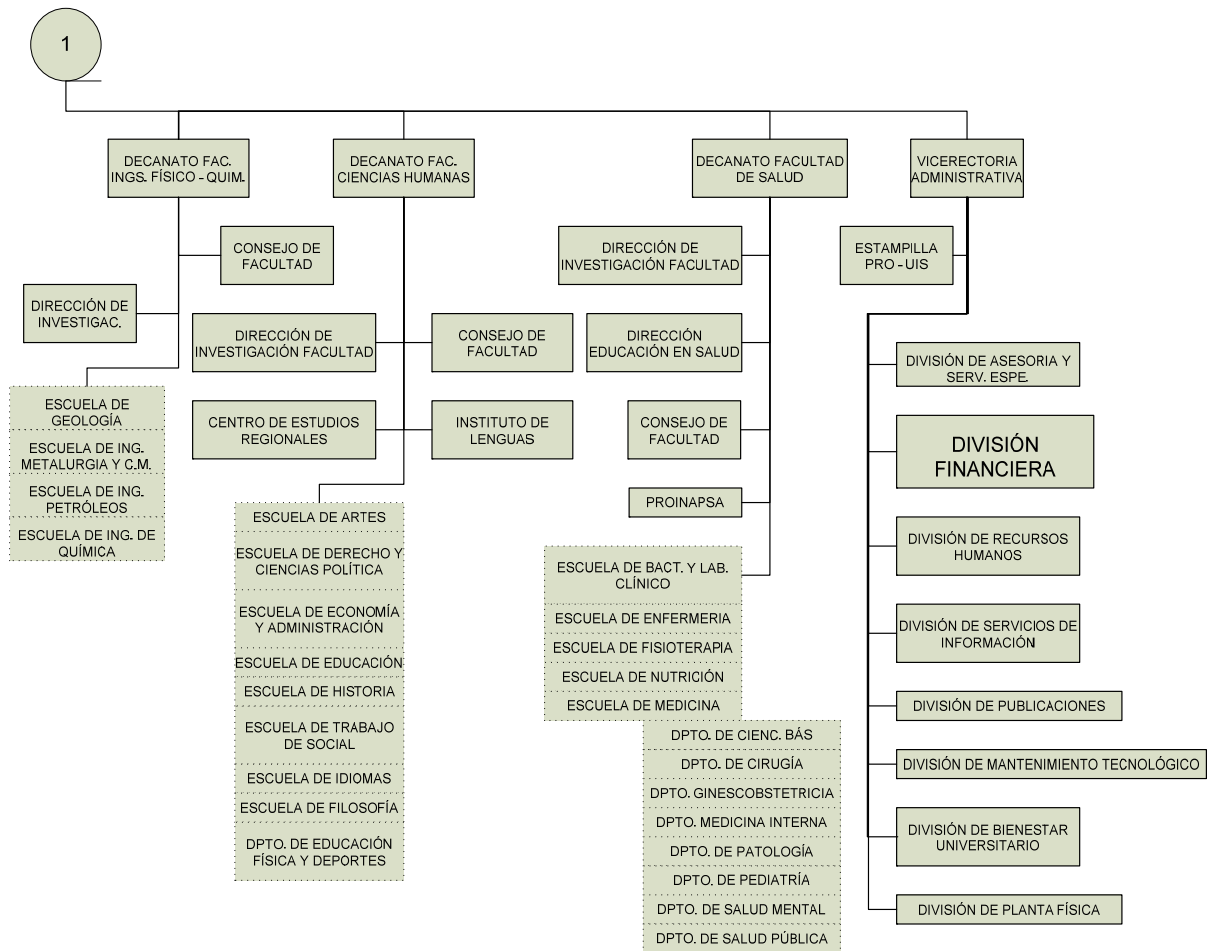 1
DECANATO FAC.
INGS. FÍSICO - QUIM.
DECANATO FAC.
CIENCIAS HUMANAS
DECANATO FACULTAD
DE SALUD
VICERECTORIA
ADMINISTRATIVA
CONSEJO DE
FACULTAD
DIRECCIÓN DE
INVESTIGAC.
ESCUELA DE
GEOLOGÍA
ESCUELA DE ING.
METALURGIA Y C.M.
ESCUELA DE ING.
PETRÓLEOS
ESCUELA DE ING. DE
QUÍMICA
DIRECCIÓN DE
INVESTIGACIÓN FACULTAD
CONSEJO DE
FACULTAD
CENTRO DE ESTUDIOS
REGIONALES
INSTITUTO DE
LENGUAS
ESCUELA DE ARTES
ESCUELA DE DERECHO Y
CIENCIAS POLÍTICA
ESCUELA DE ECONOMÍA
Y ADMINISTRACIÓN
ESCUELA DE EDUCACIÓN
ESCUELA DE HISTORIA
ESCUELA DE TRABAJO
DE SOCIAL
ESCUELA DE IDIOMAS
ESCUELA DE FILOSOFÍA
DPTO. DE EDUCACIÓN
FÍSICA Y DEPORTES
DIRECCIÓN DE
INVESTIGACIÓN FACULTAD
DIRECCIÓN
EDUCACIÓN EN SALUD
CONSEJO DE
FACULTAD
PROINAPSA
ESCUELA DE BACT. Y LAB.
CLÍNICO
ESCUELA DE ENFERMERIA
ESCUELA DE FISIOTERAPIA
ESCUELA DE NUTRICIÓN
ESCUELA DE MEDICINA
DPTO. DE CIENC. BÁS
DPTO. DE CIRUGÍA
DPTO. GINESCOBSTETRICIA
DPTO. MEDICINA INTERNA
DPTO. DE PATOLOGÍA
DPTO. DE PEDIATRÍA
DPTO. DE SALUD MENTAL
DPTO. DE SALUD PÚBLICA
ESTAMPILLA
PRO - UIS
DIVISIÓN DE ASESORIA Y
SERV. ESPE.
DIVISIÓN
FINANCIERA
DIVISIÓN DE RECURSOS
HUMANOS
DIVISIÓN DE SERVICIOS DE
INFORMACIÓN
DIVISIÓN DE PUBLICACIONES
DIVISIÓN DE MANTENIMIENTO TECNOLÓGICO
DIVISIÓN DE BIENESTAR
UNIVERSITARIO
DIVISIÓN DE PLANTA FÍSICA